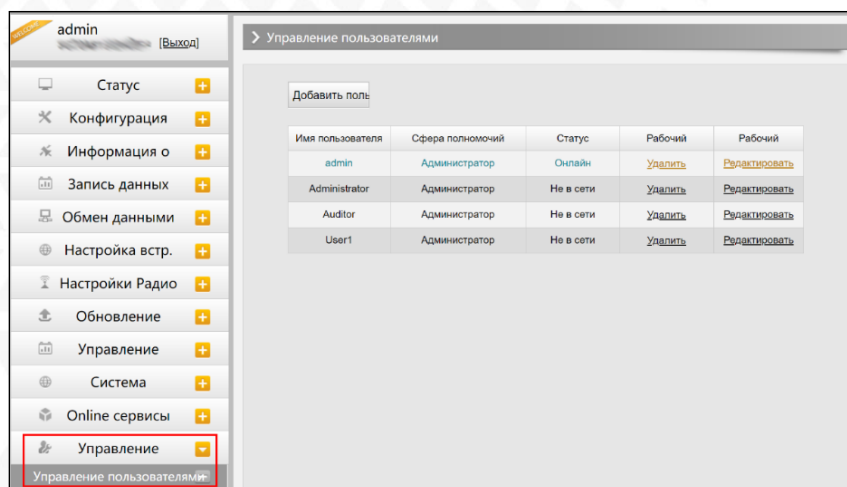 WELCOME
admin
[Выход]
Статус
Конфигурация
Информация о
Запись данных
Обмен данными
Настройка встр.
Настройки Радио
Обновление
Управление
Система
Online сервисы
Управление
Управление пользователями
Управление пользователями
Добавить поль
Имя пользователя Сфера полномочий Статус Рабочий Рабочий
admin Администратор Онлайн Удалить Редактировать
Administrator Администратор Не в сети Удалить Редактировать
Auditor Администратор Не в сети Удалить Редактировать
User1 Администратор Не в сети Удалить Редактировать